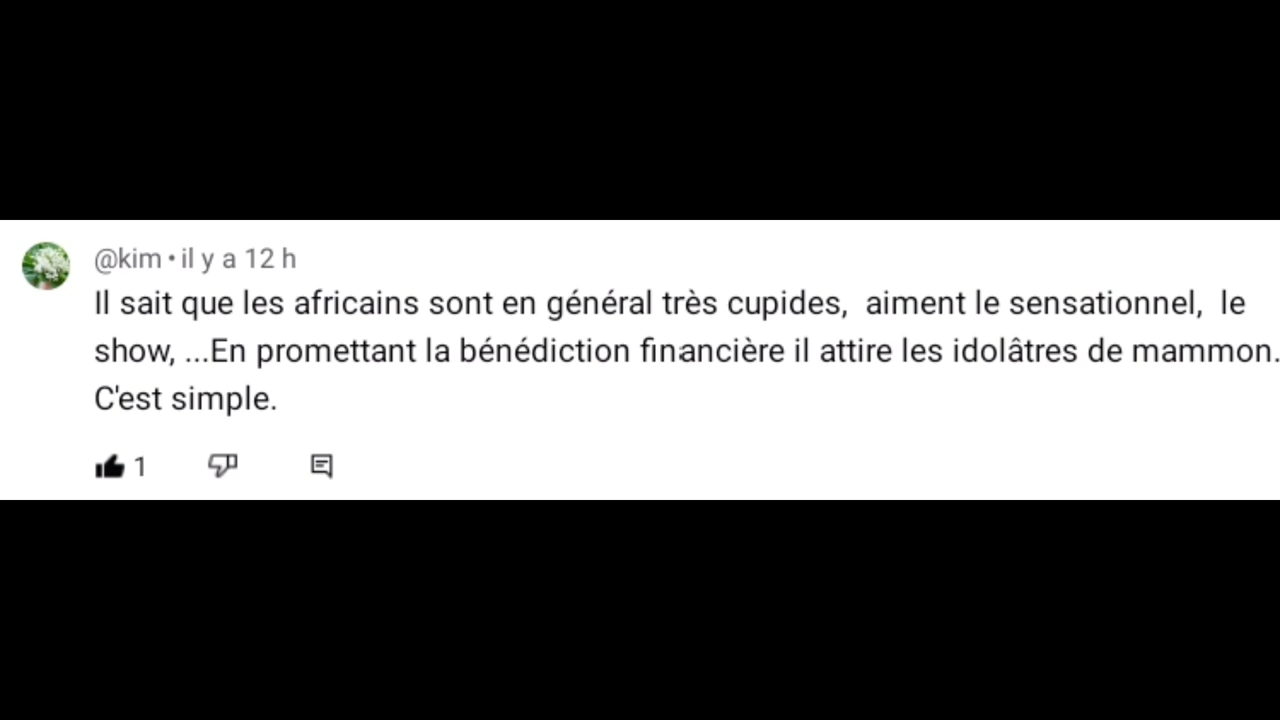 @kim • il y a 12 h
Il sait que les africains sont en général très cupides,  aiment le sensationnel,  le
show, ...En promettant la bénédiction financière il attire les idolâtres de mammon.
C'est simple.
1